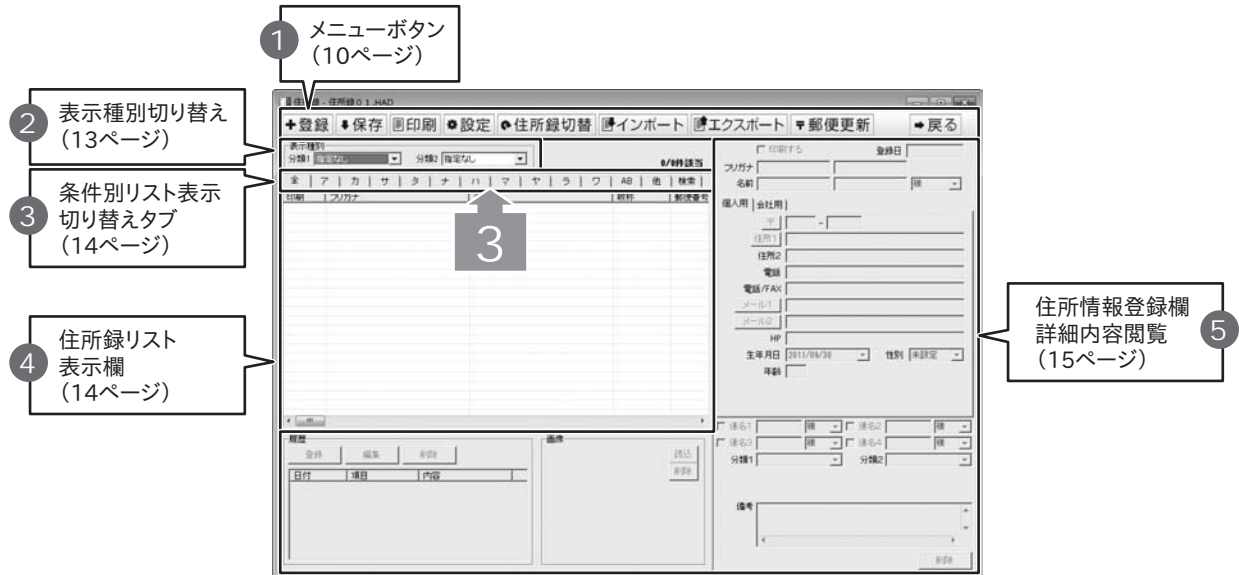 1
メニューボタン
（10ページ）
2
表示種別切り替え
（13ページ）
3
条件別リスト表示
切り替えタブ
（14ページ）
4
住所録リスト
表示欄
（14ページ）
住所録 - 住所録０１.HAD
登録 保存 印刷 設定 住所録切替 インポート エクスポート 郵便更新 戻る
表示種別
分類1 指定なし 分類2 指定なし
0/0件該当
全 ア カ サ タ ナ ハ マ ヤ ラ ワ AB 他 検索
印刷 フリガナ 敬称 郵便番号
3
履歴
登録 編集 削除
日付 項目 内容
画像
読込
削除
印刷する 登録日
フリガナ
名前 様
個人用 会社用
〒 -
住所1
住所2
電話
電話/FAX
メール1
メール2
HP
生年月日 2011/09/30 性別 未設定
年齢
連名1 様 連名2 様
連名3 様 連名4 様
分類1 分類2
備考
削除
住所情報登録欄
詳細内容閲覧
（15ページ）
5